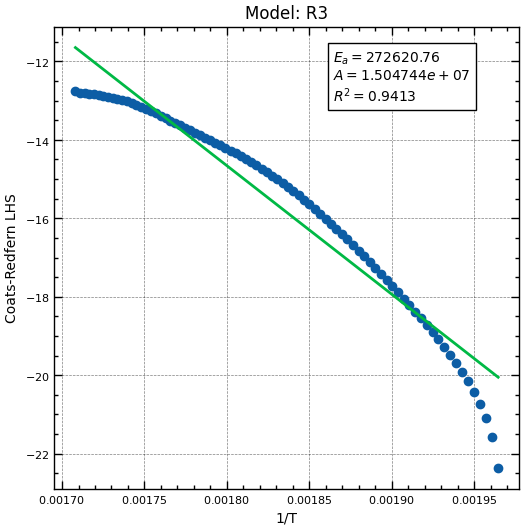 Model: R3
Coats-Redfern LHS
−12
−14
−16
−18
−20
−22
E_a = 272620.76
A = 1.504744e + 07
R² = 0.9413
0.00170 0.00175 0.00180 0.00185 0.00190 0.00195
1/T